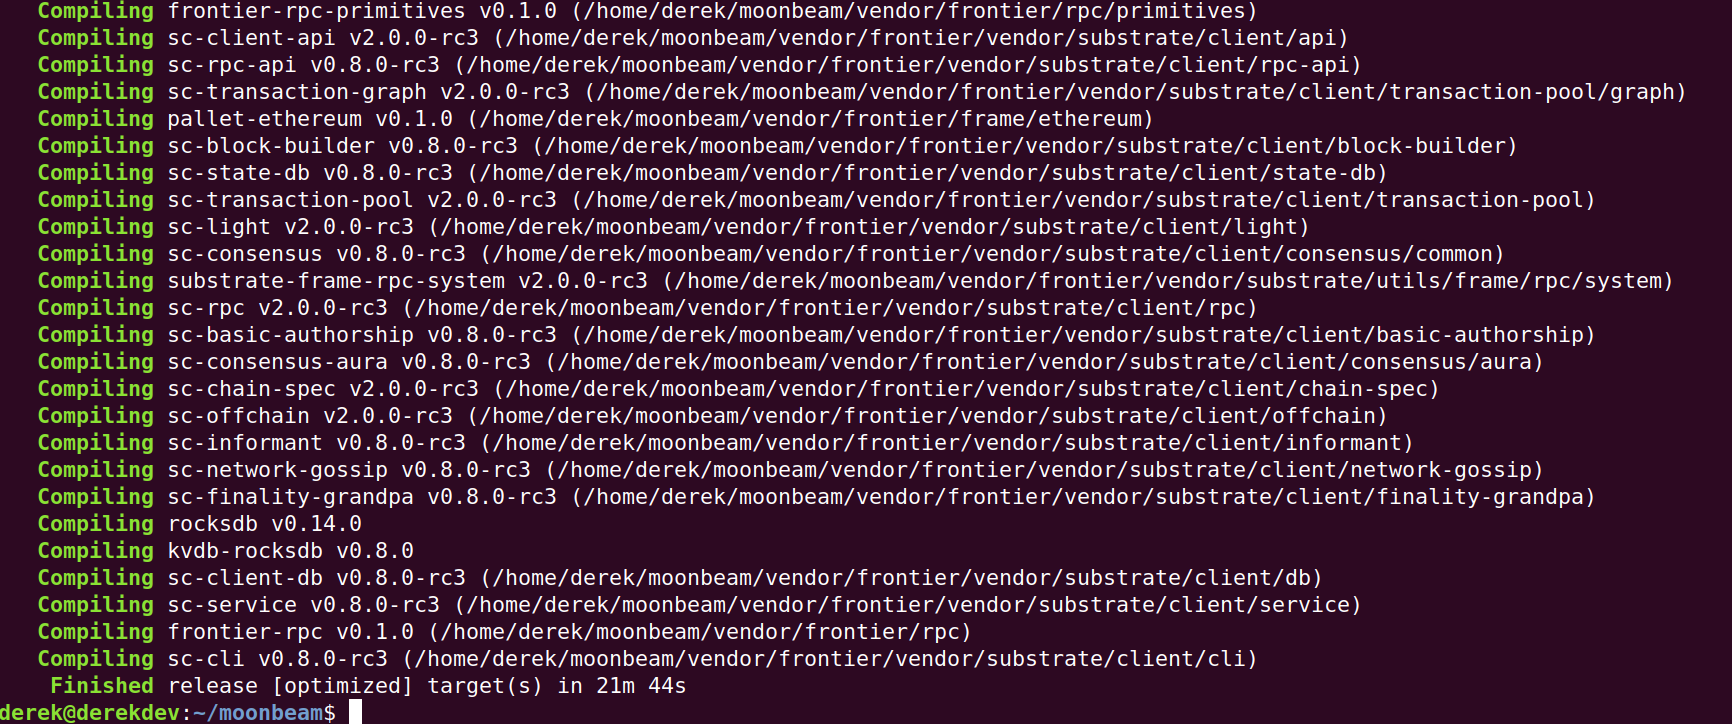 Compiling frontier-rpc-primitives v0.1.0 (/home/derek/moonbeam/vendor/frontier/rpc/primitives)
Compiling sc-client-api v2.0.0-rc3 (/home/derek/moonbeam/vendor/frontier/vendor/substrate/client/api)
Compiling sc-rpc-api v0.8.0-rc3 (/home/derek/moonbeam/vendor/frontier/vendor/substrate/client/rpc-api)
Compiling sc-transaction-graph v2.0.0-rc3 (/home/derek/moonbeam/vendor/frontier/vendor/substrate/client/transaction-pool/graph)
Compiling pallet-ethereum v0.1.0 (/home/derek/moonbeam/vendor/frontier/frame/ethereum)
Compiling sc-block-builder v0.8.0-rc3 (/home/derek/moonbeam/vendor/frontier/vendor/substrate/client/block-builder)
Compiling sc-state-db v0.8.0-rc3 (/home/derek/moonbeam/vendor/frontier/vendor/substrate/client/state-db)
Compiling sc-transaction-pool v2.0.0-rc3 (/home/derek/moonbeam/vendor/frontier/vendor/substrate/client/transaction-pool)
Compiling sc-light v2.0.0-rc3 (/home/derek/moonbeam/vendor/frontier/vendor/substrate/client/light)
Compiling sc-consensus v0.8.0-rc3 (/home/derek/moonbeam/vendor/frontier/vendor/substrate/client/consensus/common)
Compiling substrate-frame-rpc-system v2.0.0-rc3 (/home/derek/moonbeam/vendor/frontier/vendor/substrate/utils/frame/rpc/system)
Compiling sc-rpc v2.0.0-rc3 (/home/derek/moonbeam/vendor/frontier/vendor/substrate/client/rpc)
Compiling sc-basic-authorship v0.8.0-rc3 (/home/derek/moonbeam/vendor/frontier/vendor/substrate/client/basic-authorship)
Compiling sc-consensus-aura v0.8.0-rc3 (/home/derek/moonbeam/vendor/frontier/vendor/substrate/client/consensus/aura)
Compiling sc-chain-spec v2.0.0-rc3 (/home/derek/moonbeam/vendor/frontier/vendor/substrate/client/chain-spec)
Compiling sc-offchain v2.0.0-rc3 (/home/derek/moonbeam/vendor/frontier/vendor/substrate/client/offchain)
Compiling sc-informant v0.8.0-rc3 (/home/derek/moonbeam/vendor/frontier/vendor/substrate/client/informant)
Compiling sc-network-gossip v0.8.0-rc3 (/home/derek/moonbeam/vendor/frontier/vendor/substrate/client/network-gossip)
Compiling sc-finality-grandpa v0.8.0-rc3 (/home/derek/moonbeam/vendor/frontier/vendor/substrate/client/finality-grandpa)
Compiling rocksdb v0.14.0
Compiling kvdb-rocksdb v0.8.0
Compiling sc-client-db v0.8.0-rc3 (/home/derek/moonbeam/vendor/frontier/vendor/substrate/client/db)
Compiling sc-service v0.8.0-rc3 (/home/derek/moonbeam/vendor/frontier/vendor/substrate/client/service)
Compiling frontier-rpc v0.1.0 (/home/derek/moonbeam/vendor/frontier/rpc)
Compiling sc-cli v0.8.0-rc3 (/home/derek/moonbeam/vendor/frontier/vendor/substrate/client/cli)
Finished release [optimized] target(s) in 21m 44s
derek@derekdev:~/moonbeam$